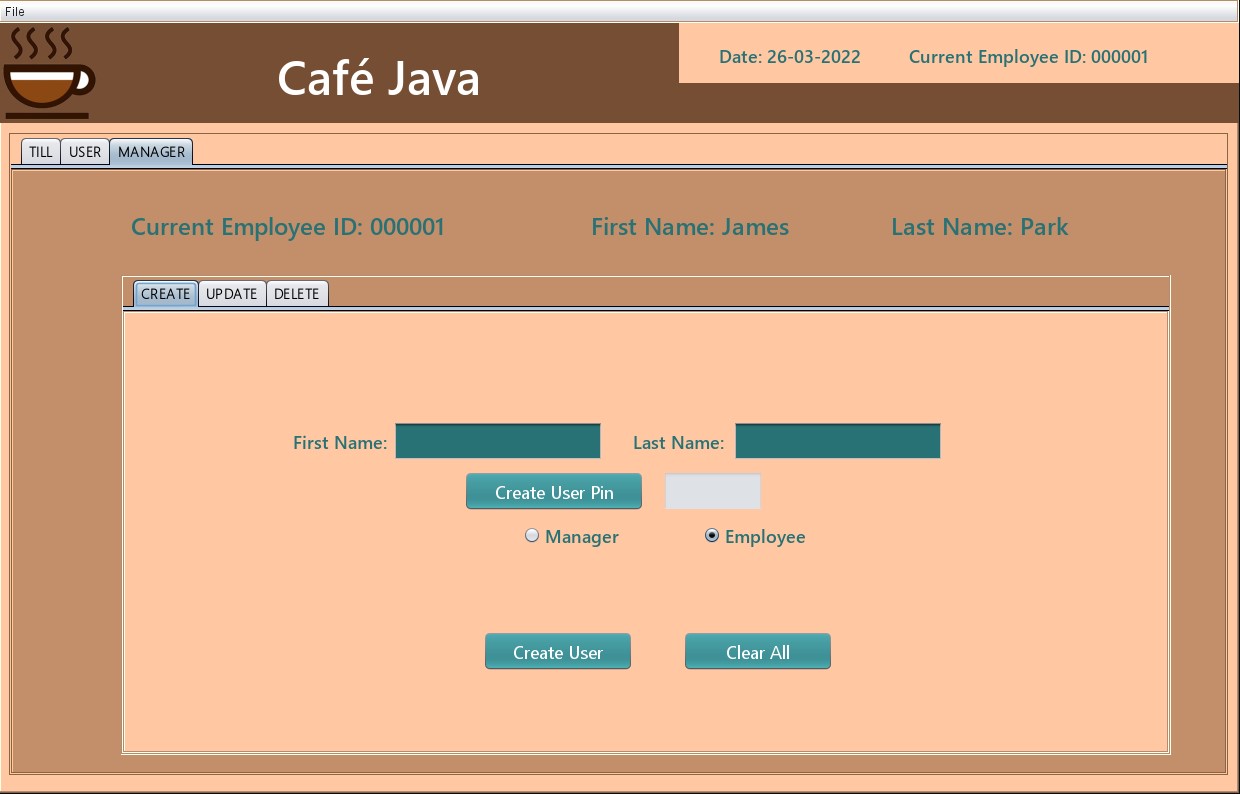 File
Café Java
Date: 26-03-2022 Current Employee ID: 000001
TILL USER MANAGER
Current Employee ID: 000001 First Name: James Last Name: Park
CREATE UPDATE DELETE
First Name: Last Name:
Create User Pin
Manager Employee
Create User Clear All